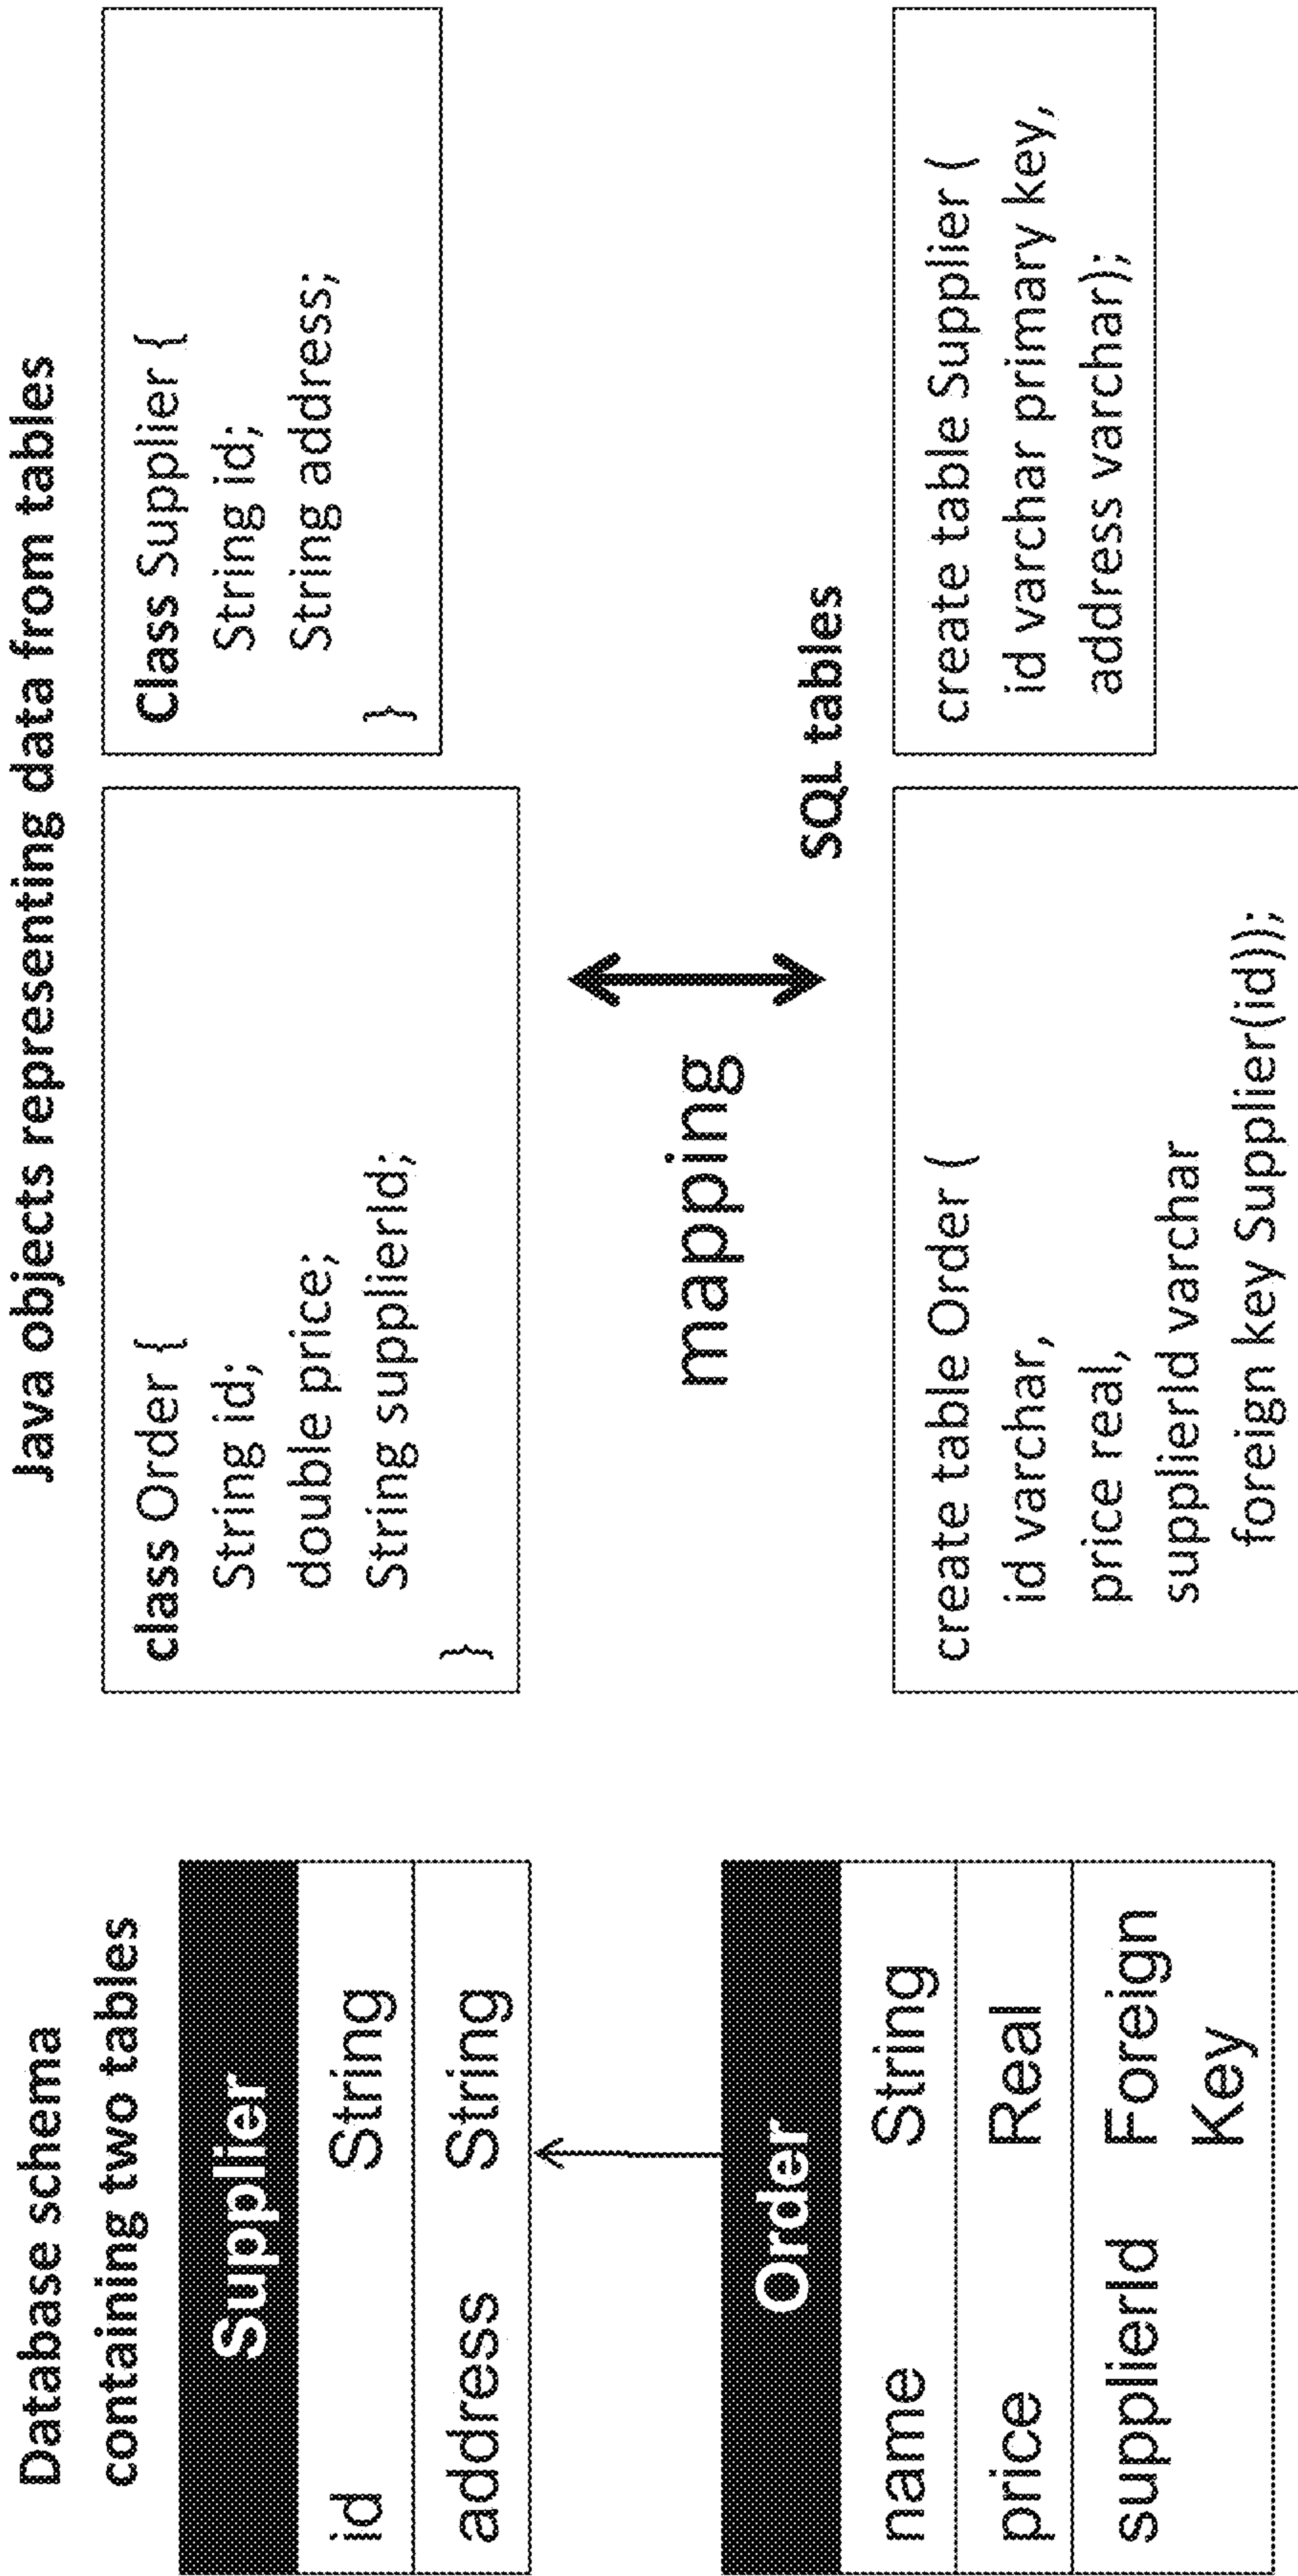 Database schema
containing two tables
Supplier
id String
address String
Order
name String
price Real
supplierId Foreign
Key
Java objects representing data from tables
class Order {
String id;
double price;
String supplierId;
}
Class Supplier {
String id;
String address;
}
mapping
SQL tables
create table Order (
id varchar,
price real,
supplierId varchar
foreign key Supplier(id));
create table Supplier (
id varchar primary key,
address varchar);